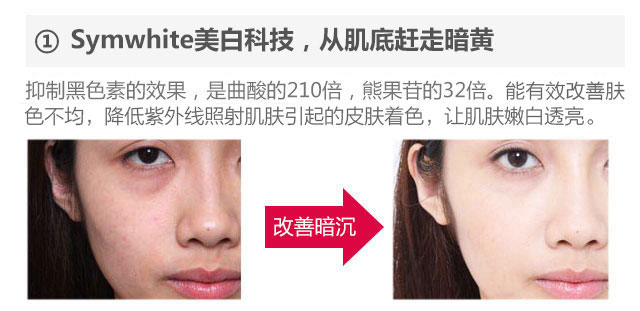 ① Symwhite美白科技，从肌底赶走暗黄
抑制黑色素的效果，是曲酸的210倍，熊果苷的32倍。能有效改善肤
色不均，降低紫外线照射肌肤引起的皮肤着色，让肌肤嫩白透亮。
改善暗沉